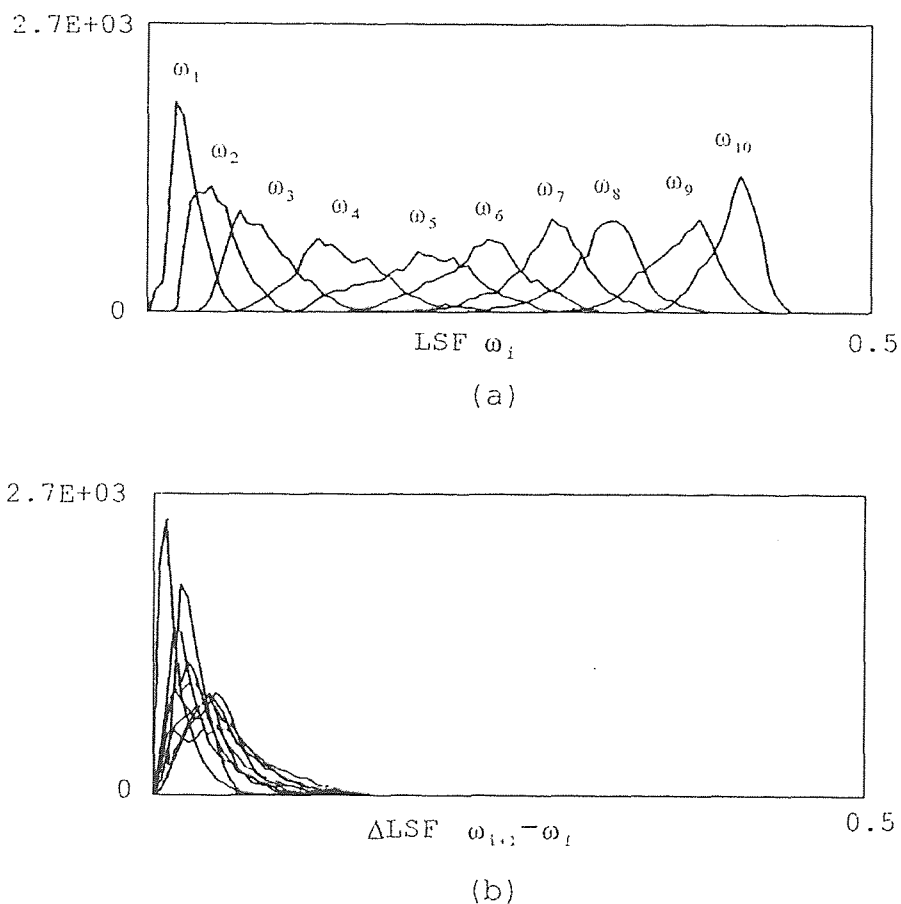 2.7E+03
ω₁
ω₂
ω₃
ω₄
ω₅
ω₆
ω₇
ω₈
ω₉
ω₁₀
0
LSF ωᵢ
0.5
(a)
2.7E+03
0
ΔLSF ωᵢ₊₁-ωᵢ
0.5
(b)